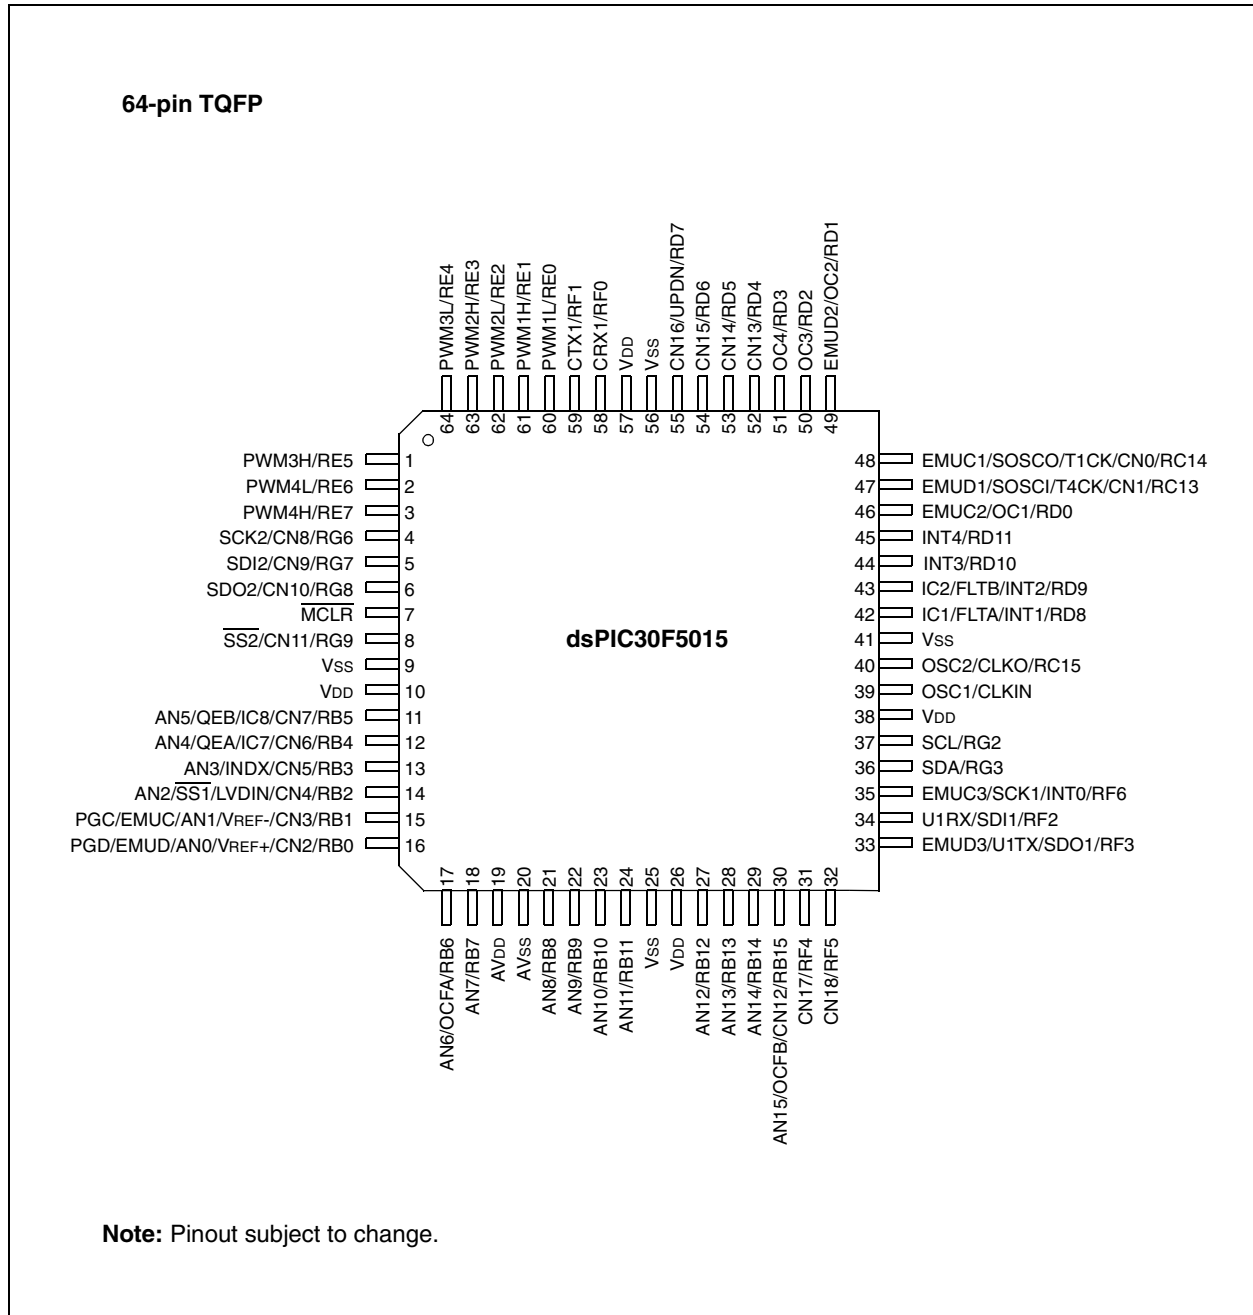 64-pin TQFP
PWM3L/RE4
PWM2H/RE3
PWM2L/RE2
PWM1H/RE1
PWM1L/RE0
CTX1/RF1
CRX1/RF0
VDD
VSS
CN16/UPDN/RD7
CN15/RD6
CN14/RD5
CN13/RD4
OC4/RD3
OC3/RD2
EMUD2/OC2/RD1
64 63 62 61 60 59 58 57 56 55 54 53 52 51 50 49
PWM3H/RE5 1
PWM4L/RE6 2
PWM4H/RE7 3
SCK2/CN8/RG6 4
SDI2/CN9/RG7 5
SDO2/CN10/RG8 6
MCLR 7
SS2/CN11/RG9 8
VSS 9
VDD 10
AN5/QEB/IC8/CN7/RB5 11
AN4/QEA/IC7/CN6/RB4 12
AN3/INDX/CN5/RB3 13
AN2/SS1/LVDIN/CN4/RB2 14
PGC/EMUC/AN1/VREF-/CN3/RB1 15
PGD/EMUD/AN0/VREF+/CN2/RB0 16
dsPIC30F5015
48 EMUC1/SOSCO/T1CK/CN0/RC14
47 EMUD1/SOSCI/T4CK/CN1/RC13
46 EMUC2/OC1/RD0
45 INT4/RD11
44 INT3/RD10
43 IC2/FLTB/INT2/RD9
42 IC1/FLTA/INT1/RD8
41 VSS
40 OSC2/CLKO/RC15
39 OSC1/CLKIN
38 VDD
37 SCL/RG2
36 SDA/RG3
35 EMUC3/SCK1/INT0/RF6
34 U1RX/SDI1/RF2
33 EMUD3/U1TX/SDO1/RF3
17 18 19 20 21 22 23 24 25 26 27 28 29 30 31 32
AN6/OCFA/RB6
AN7/RB7
AVDD
AVSS
AN8/RB8
AN9/RB9
AN10/RB10
AN11/RB11
VSS
VDD
AN12/RB12
AN13/RB13
AN14/RB14
AN15/OCFB/CN12/RB15
CN17/RF4
CN18/RF5
Note: Pinout subject to change.